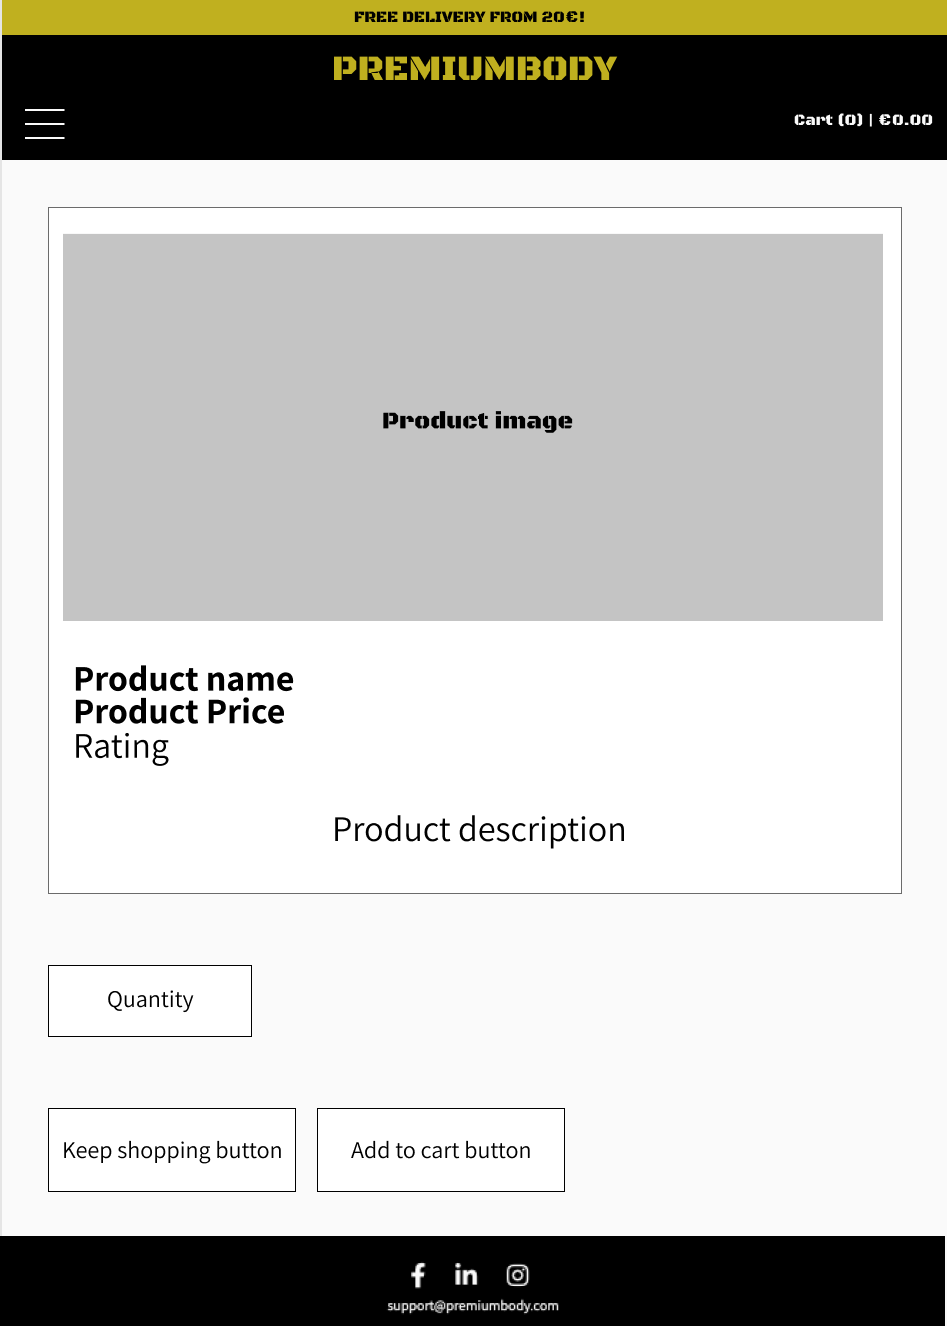 FREE DELIVERY FROM 20€!
PREMIUMBODY
Cart (0) | €0.00
Product image
Product name
Product Price
Rating
Product description
Quantity
Keep shopping button
Add to cart button
support@premiumbody.com